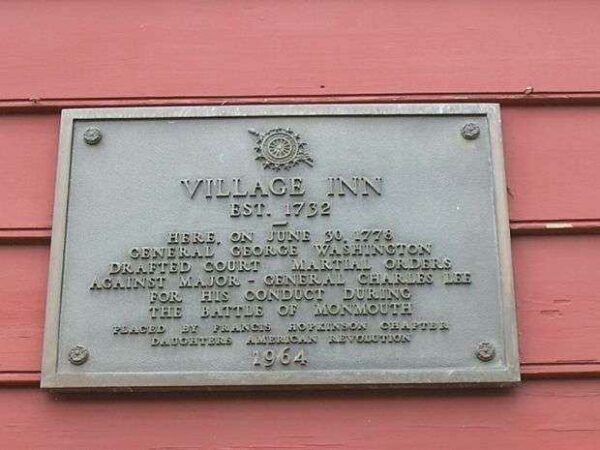 VILLAGE INN
EST. 1732
HERE, ON JUNE 30, 1778
GENERAL GEORGE WASHINGTON
DRAFTED COURT - MARTIAL ORDERS
AGAINST MAJOR - GENERAL CHARLES LEE
FOR HIS CONDUCT DURING
THE BATTLE OF MONMOUTH
PLACED BY FRANCIS HOPKINSON CHAPTER
DAUGHTERS AMERICAN REVOLUTION
1964